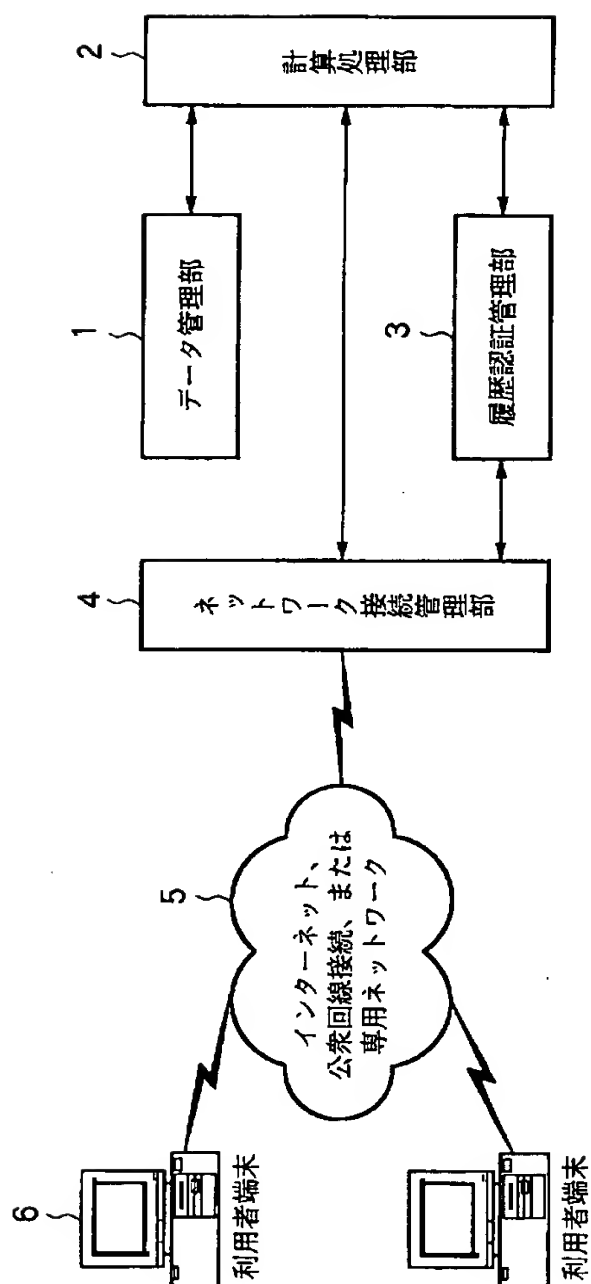 6
利用者端末
利用者端末
5
インターネット、
公衆回線接続、または
専用ネットワーク
4
ネットワーク接続管理部
1
データ管理部
3
履歴認証管理部
2
計算処理部